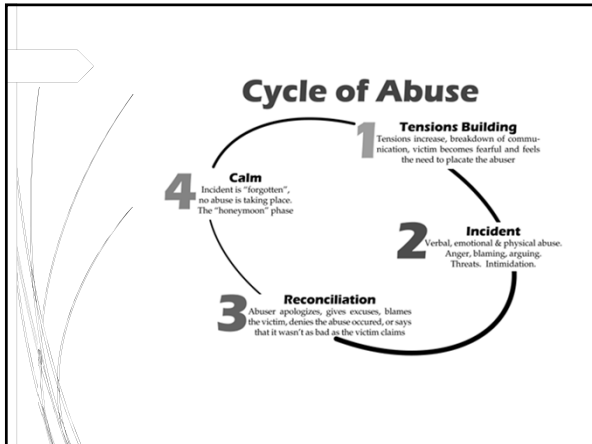 Cycle of Abuse
1
Tensions Building
Tensions increase, breakdown of commu-
nication, victim becomes fearful and feels
the need to placate the abuser
2
Incident
Verbal, emotional & physical abuse.
Anger, blaming, arguing.
Threats. Intimidation.
3
Reconciliation
Abuser apologizes, gives excuses, blames
the victim, denies the abuse occured, or says
that it wasn't as bad as the victim claims
4
Calm
Incident is "forgotten",
no abuse is taking place.
The "honeymoon" phase